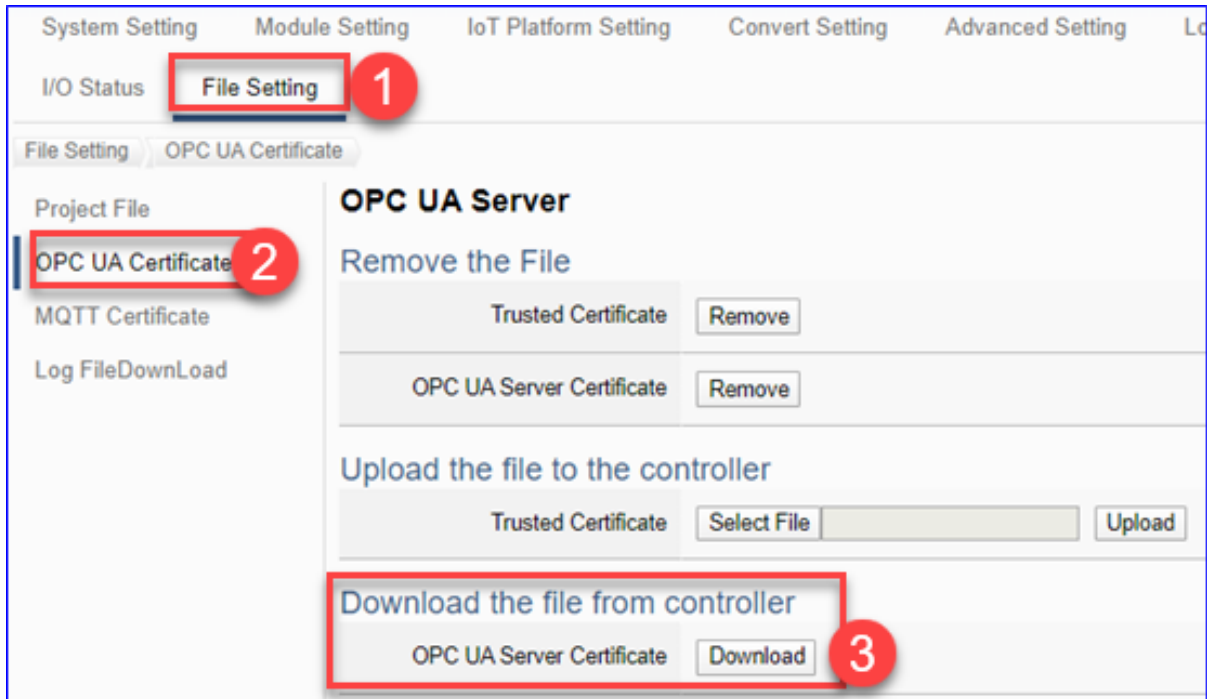 System Setting Module Setting IoT Platform Setting Convert Setting Advanced Setting
I/O Status File Setting 1
File Setting OPC UA Certificate
Project File
OPC UA Certificate 2
MQTT Certificate
Log FileDownLoad
OPC UA Server
Remove the File
Trusted Certificate Remove
OPC UA Server Certificate Remove
Upload the file to the controller
Trusted Certificate Select File Upload
Download the file from controller
OPC UA Server Certificate Download 3